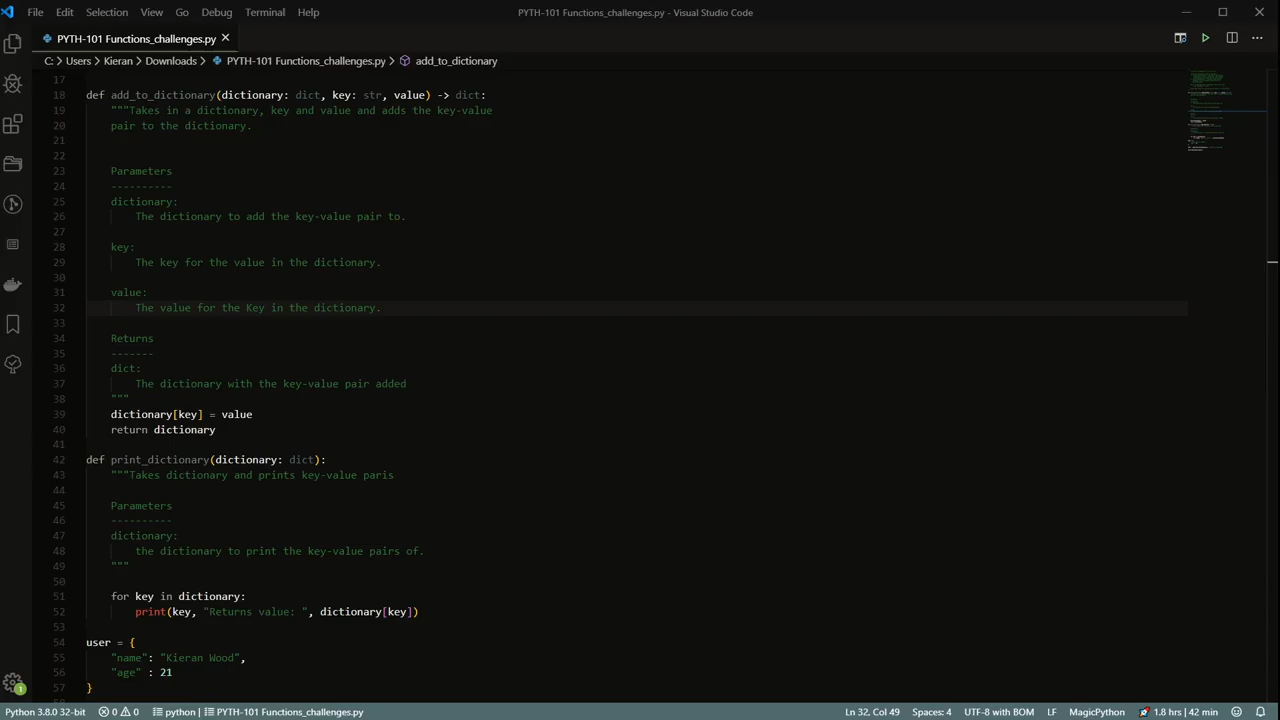 File Edit Selection View Go Debug Terminal Help PYTH-101 Functions_challenges.py - Visual Studio Code
PYTH-101 Functions_challenges.py
C: > Users > Kieran > Downloads > PYTH-101 Functions_challenges.py > add_to_dictionary
17
18 def add_to_dictionary(dictionary: dict, key: str, value) -> dict:
19 """Takes in a dictionary, key and value and adds the key-value
20 pair to the dictionary.
21
22
23 Parameters
24 ----------
25 dictionary:
26 The dictionary to add the key-value pair to.
27
28 key:
29 The key for the value in the dictionary.
30
31 value:
32 The value for the Key in the dictionary.
33
34 Returns
35 -------
36 dict:
37 The dictionary with the key-value pair added
38 """
39 dictionary[key] = value
40 return dictionary
41
42 def print_dictionary(dictionary: dict):
43 """Takes dictionary and prints key-value paris
44
45 Parameters
46 ----------
47 dictionary:
48 the dictionary to print the key-value pairs of.
49 """
50
51 for key in dictionary:
52 print(key, "Returns value: ", dictionary[key])
53
54 user = {
55 "name": "Kieran Wood",
56 "age" : 21
57 }
1
Python 3.8.0 32-bit 0 0 python | PYTH-101 Functions_challenges.py Ln 32, Col 49 Spaces: 4 UTF-8 with BOM LF MagicPython 1.8 hrs | 42 min